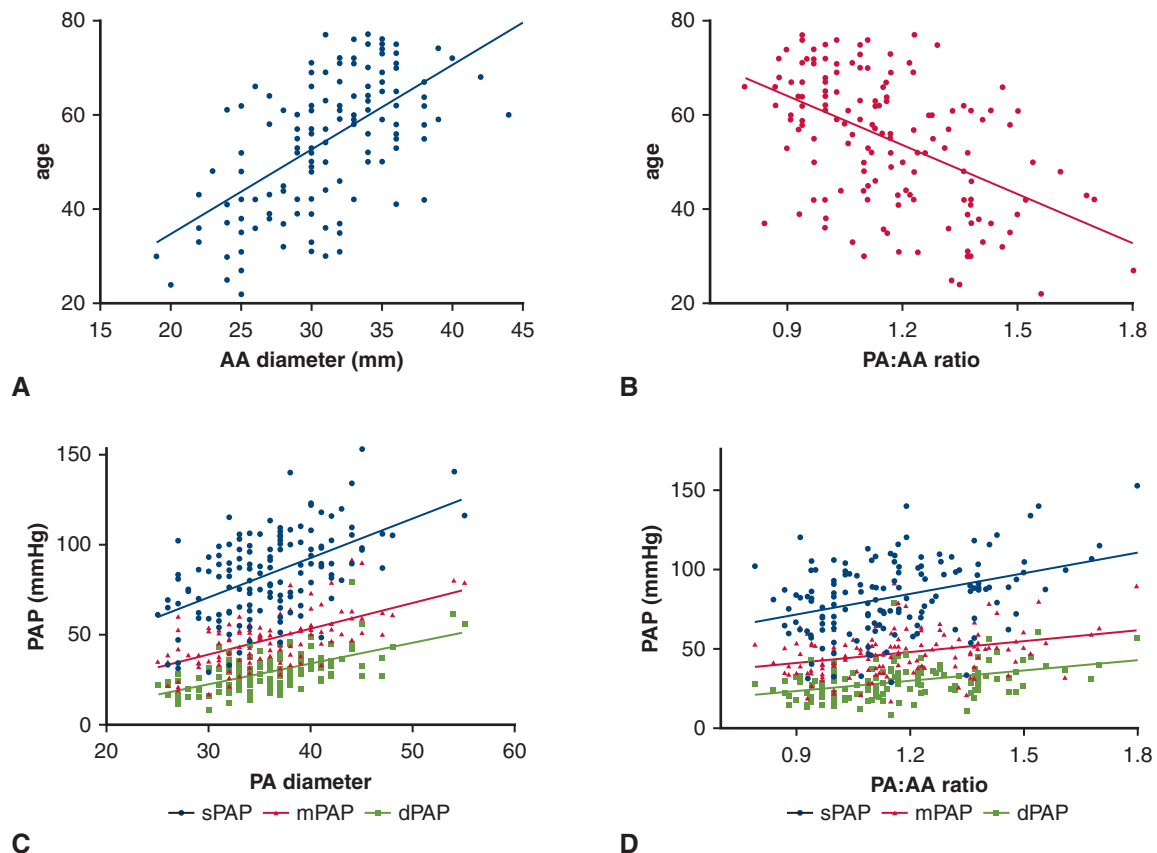 80
60
40
20
age
15
20
25
30
35
40
45
AA diameter (mm)
A
80
60
40
20
age
0.9
1.2
1.5
1.8
PA:AA ratio
B
150
100
50
0
PAP (mmHg)
20
30
40
50
60
PA diameter
sPAP mPAP dPAP
C
150
100
50
0
PAP (mmHg)
0.9
1.2
1.5
1.8
PA:AA ratio
sPAP mPAP dPAP
D